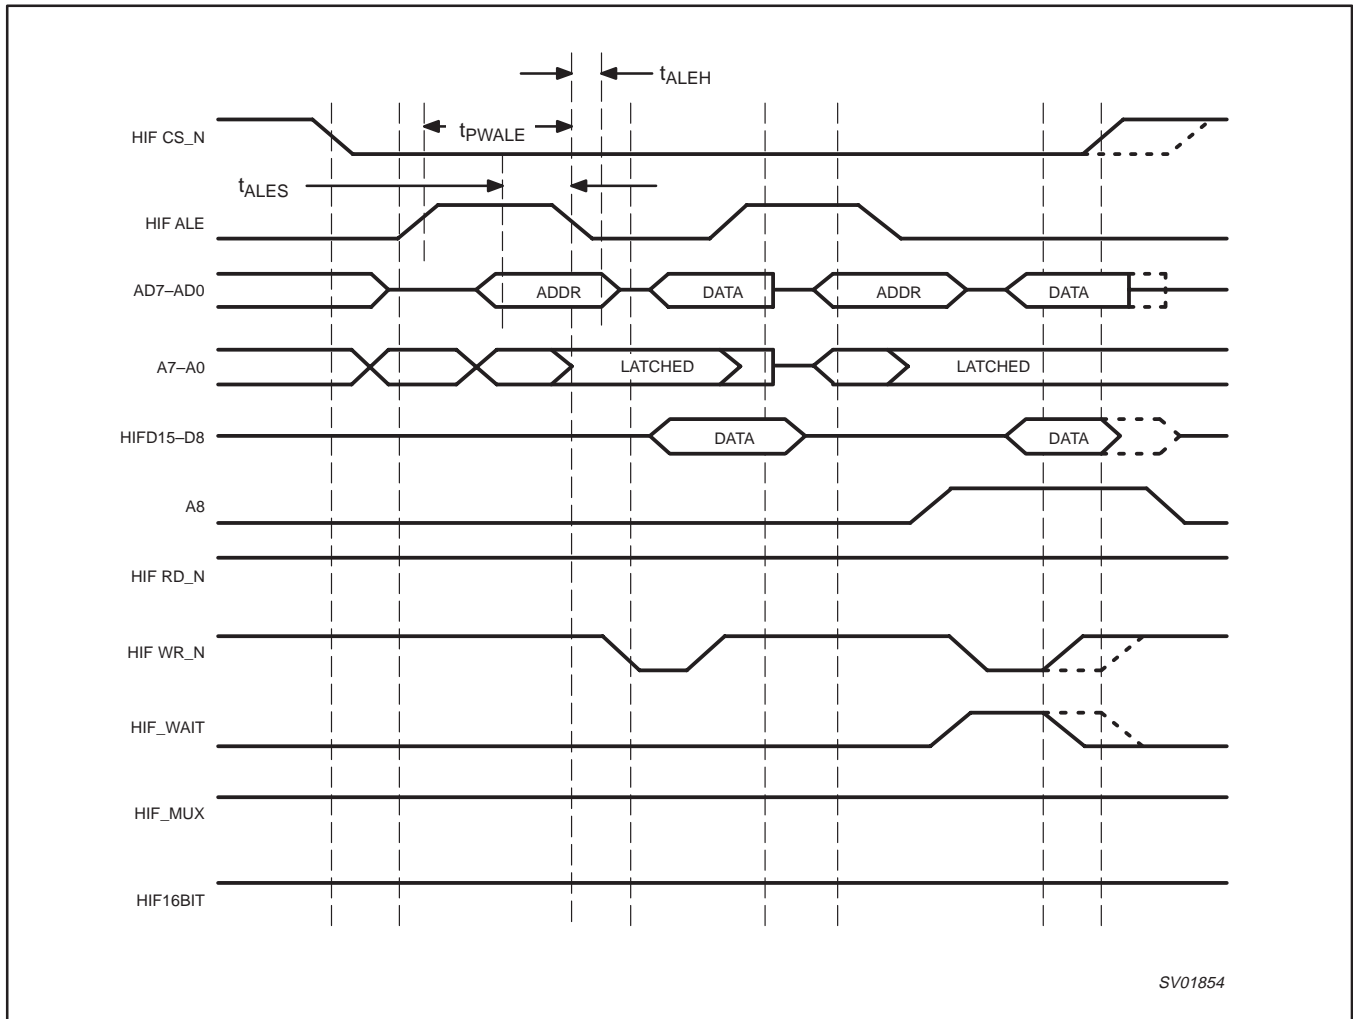 tALEH
HIF CS_N
tPWALE
tALES
HIF ALE
AD7–AD0
ADDR
DATA
ADDR
DATA
A7–A0
LATCHED
LATCHED
HIFD15–D8
DATA
DATA
A8
HIF RD_N
HIF WR_N
HIF_WAIT
HIF_MUX
HIF16BIT
SV01854